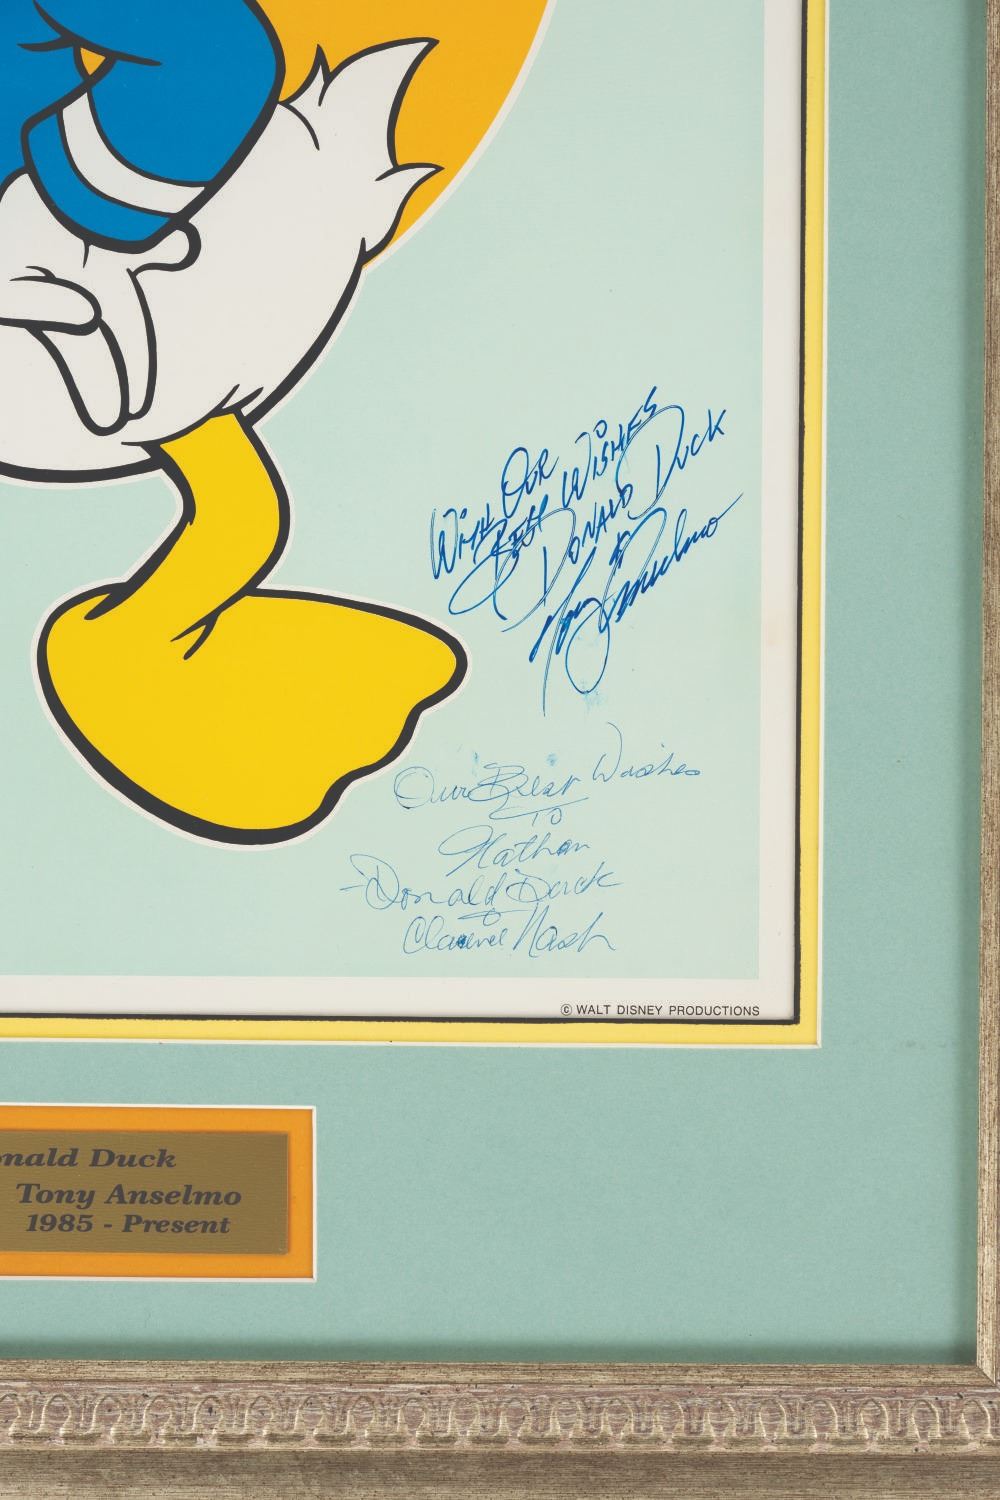 With Our
Best Wishes
Donald Duck
&
Tony Anselmo
Our Best Wishes
To
Nathan
-Donald Duck
&
Clarence Nash
© WALT DISNEY PRODUCTIONS
onald Duck
Tony Anselmo
1985 - Present